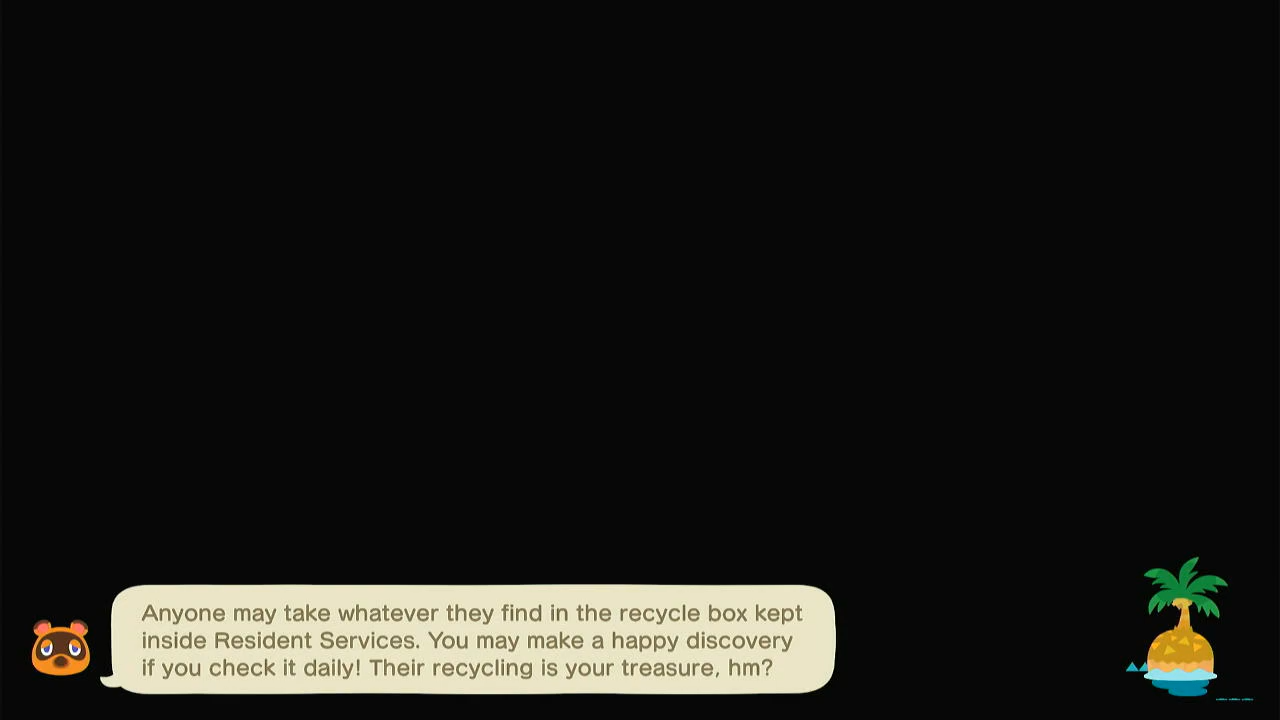 Anyone may take whatever they find in the recycle box kept
inside Resident Services. You may make a happy discovery
if you check it daily! Their recycling is your treasure, hm?